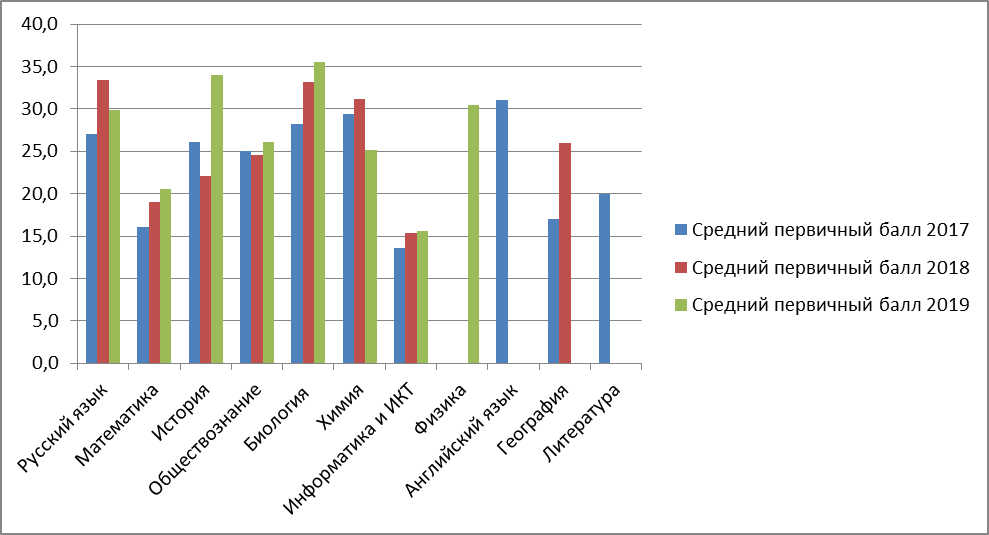 40,0
35,0
30,0
25,0
20,0
15,0
10,0
5,0
0,0
Русский язык
Математика
История
Обществознание
Биология
Химия
Информатика и ИКТ
Физика
Английский язык
География
Литература
Средний первичный балл 2017
Средний первичный балл 2018
Средний первичный балл 2019